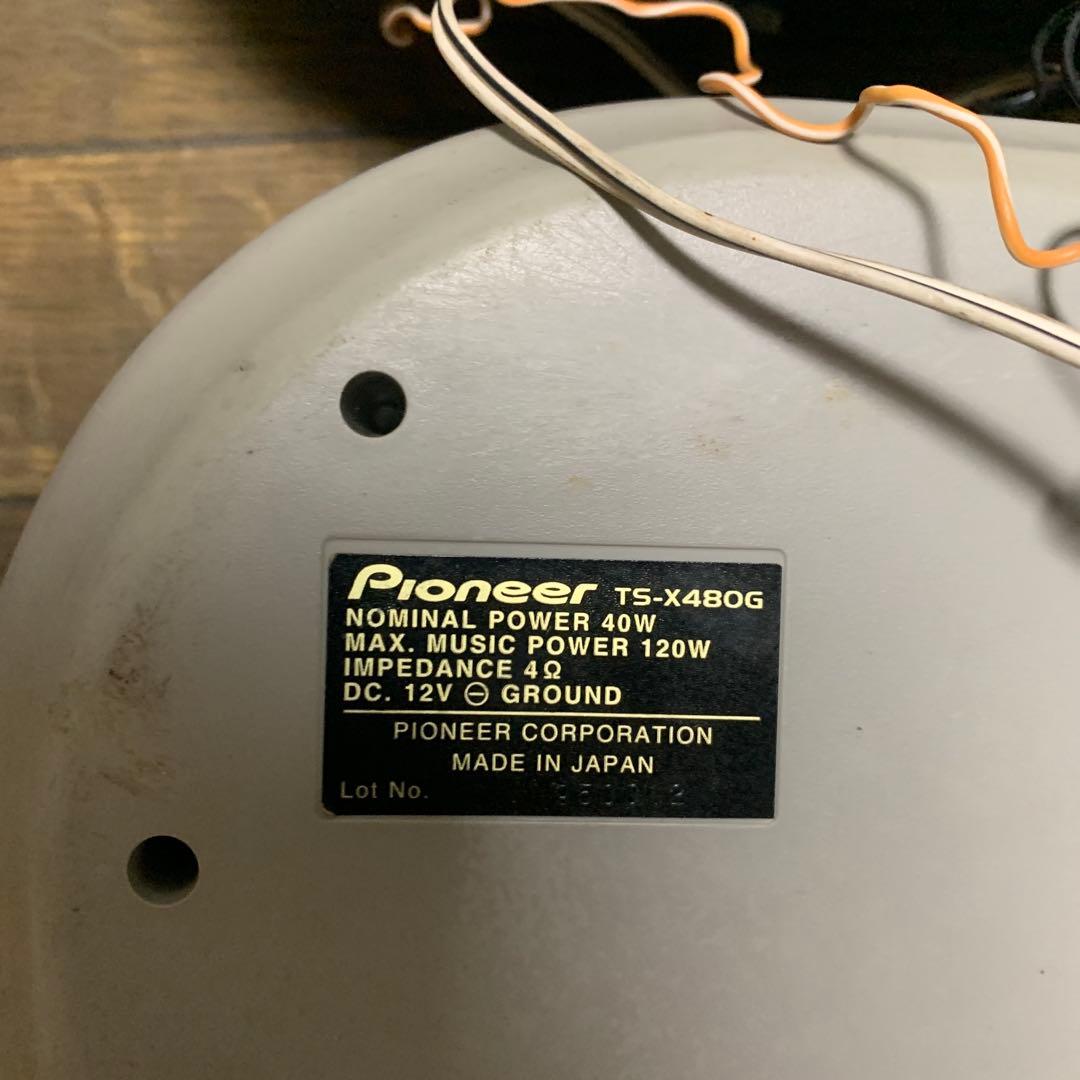 Pioneer TS-X480G
NOMINAL POWER 40W
MAX. MUSIC POWER 120W
IMPEDANCE 4Ω
DC. 12V ⊖ GROUND
PIONEER CORPORATION
MADE IN JAPAN
Lot No.